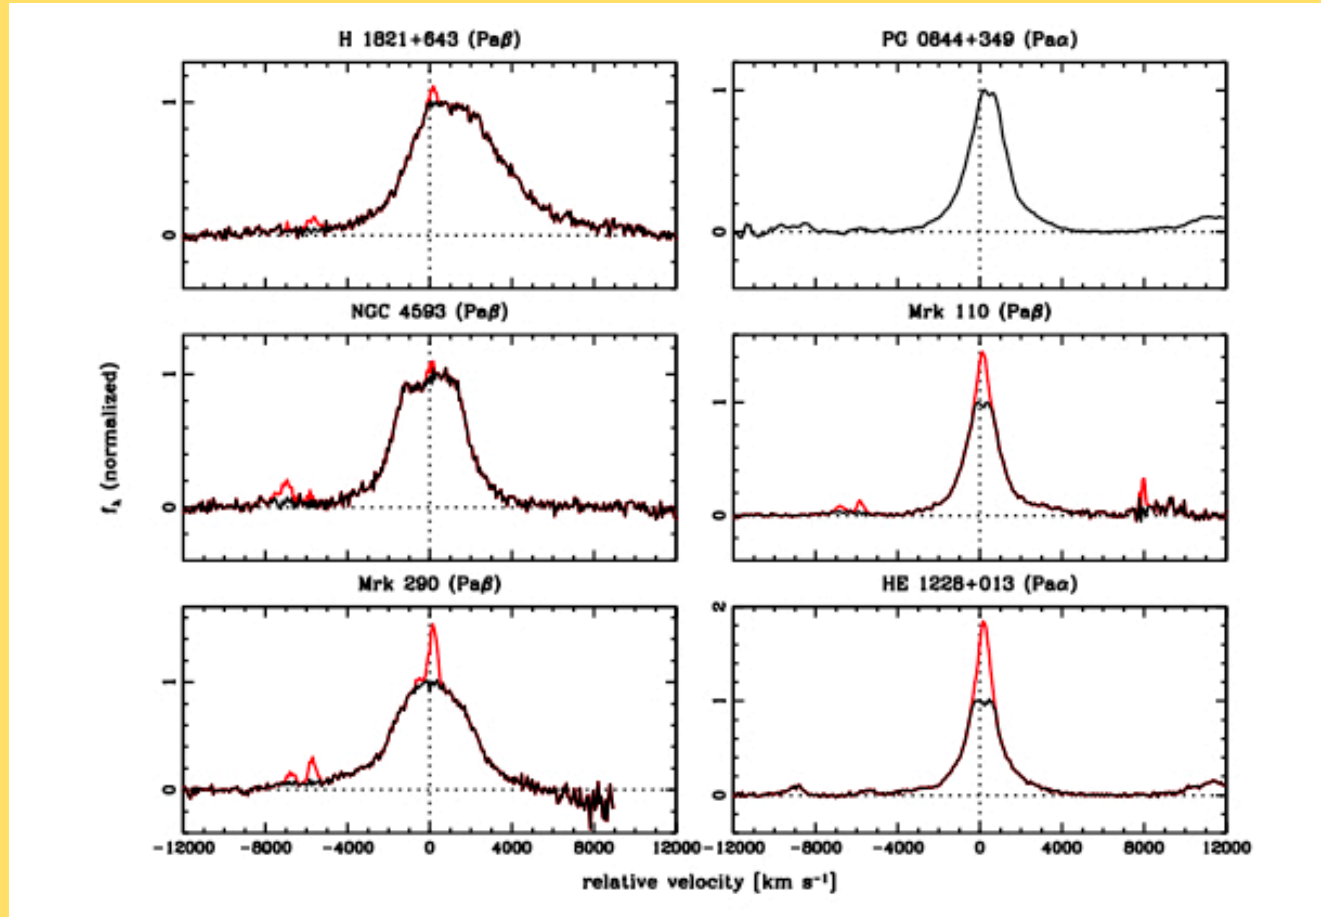 H 1821+643 (Paβ)
PG 0844+349 (Paα)
1
0
1
0
NGC 4593 (Paβ)
Mrk 110 (Paβ)
1
0
1
0
f_λ (normalized)
Mrk 290 (Paβ)
HE 1228+013 (Paα)
1
0
2
1
0
-12000 -8000 -4000 0 4000 8000 12000
-12000 -8000 -4000 0 4000 8000 12000
relative velocity [km s⁻¹]